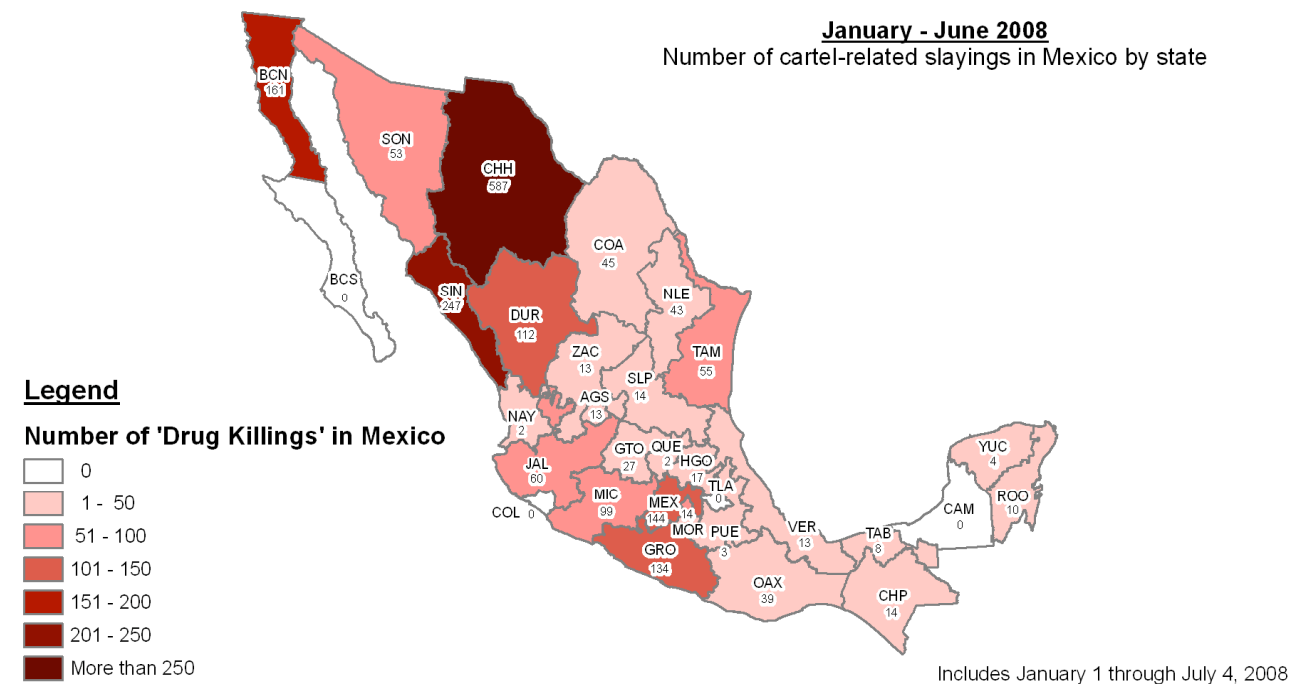 January - June 2008
Number of cartel-related slayings in Mexico by state
BCN
161
SON
53
CHH
587
COA
45
BCS
0
SIN
247
NLE
43
DUR
112
ZAC
13
TAM
55
SLP
14
AGS
13
NAY
2
GTO
27
QUE
2
HGO
17
JAL
60
TLA
0
MIC
99
MEX
144
14
MOR
COL 0
PUE
3
GRO
134
VER
13
TAB
8
YUC
4
ROO
10
CAM
0
OAX
39
CHP
14
Legend
Number of 'Drug Killings' in Mexico
0
1 - 50
51 - 100
101 - 150
151 - 200
201 - 250
More than 250
Includes January 1 through July 4, 2008